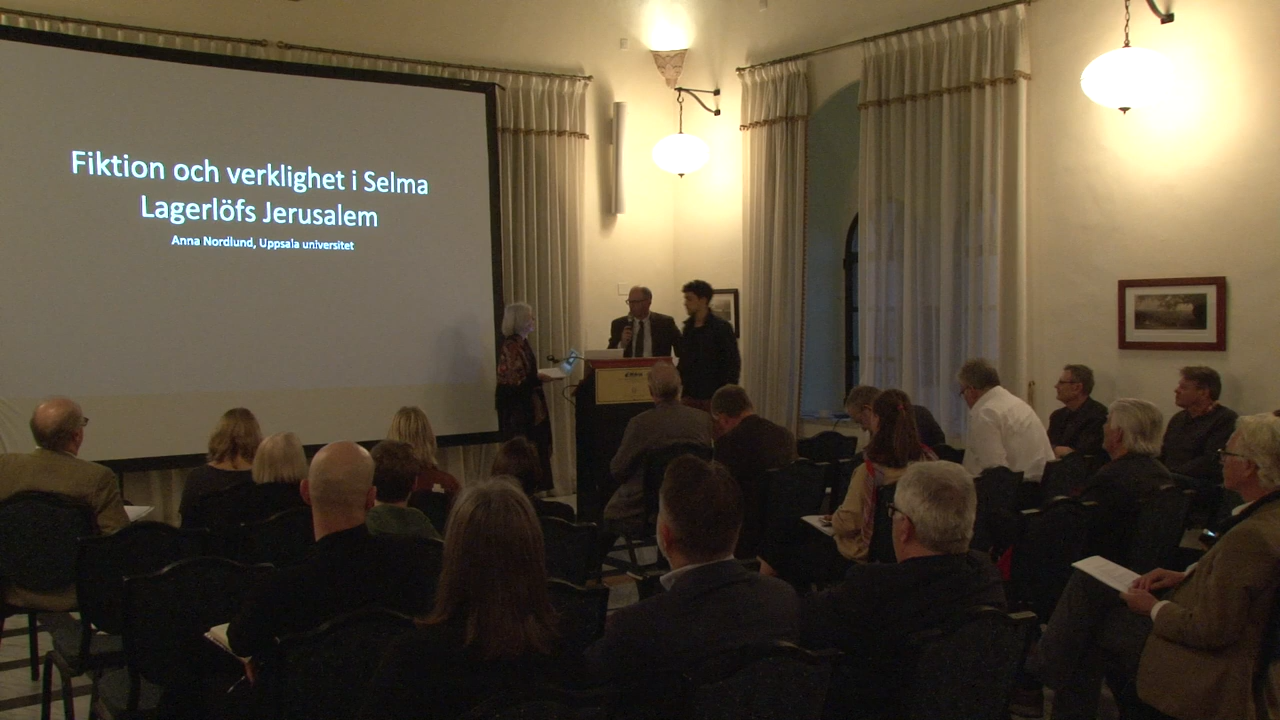 Fiktion och verklighet i Selma
Lagerlöfs Jerusalem
Anna Nordlund, Uppsala universitet